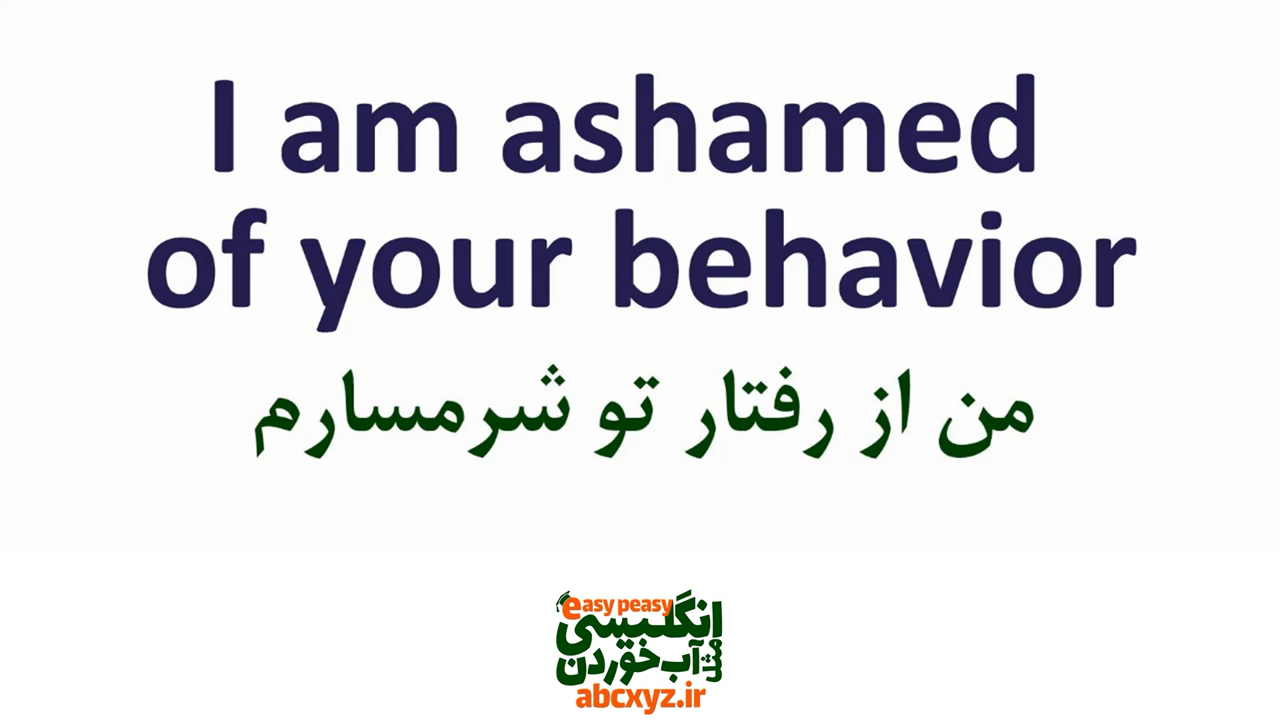 I am ashamed
of your behavior
من از رفتار تو شرمسارم
easy peasy
انگلیسی
مثل
آب خوردن
abcxyz.ir